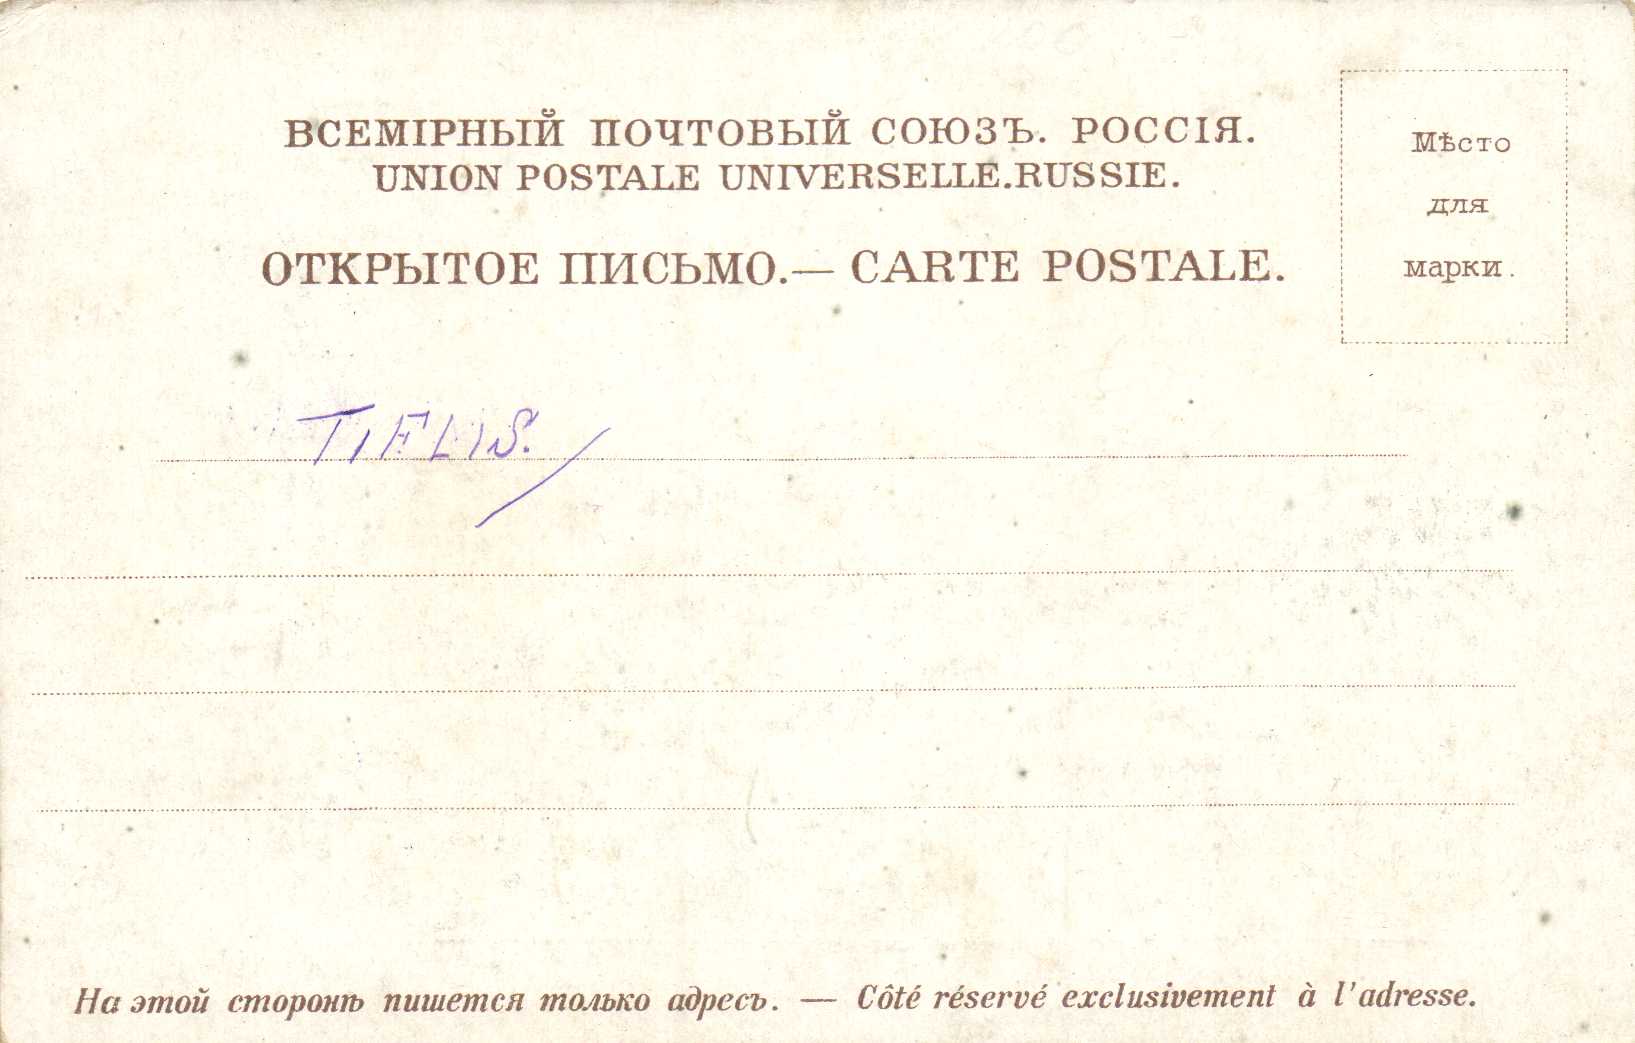 ВСЕМІРНЫЙ ПОЧТОВЫЙ СОЮЗЪ. РОССІЯ.
UNION POSTALE UNIVERSELLE.RUSSIE.
ОТКРЫТОЕ ПИСЬМО.— CARTE POSTALE.
Мѣсто
для
марки.
TIFLIS.
На этой сторонѣ пишется только адресъ. — Côté réservé exclusivement à l'adresse.